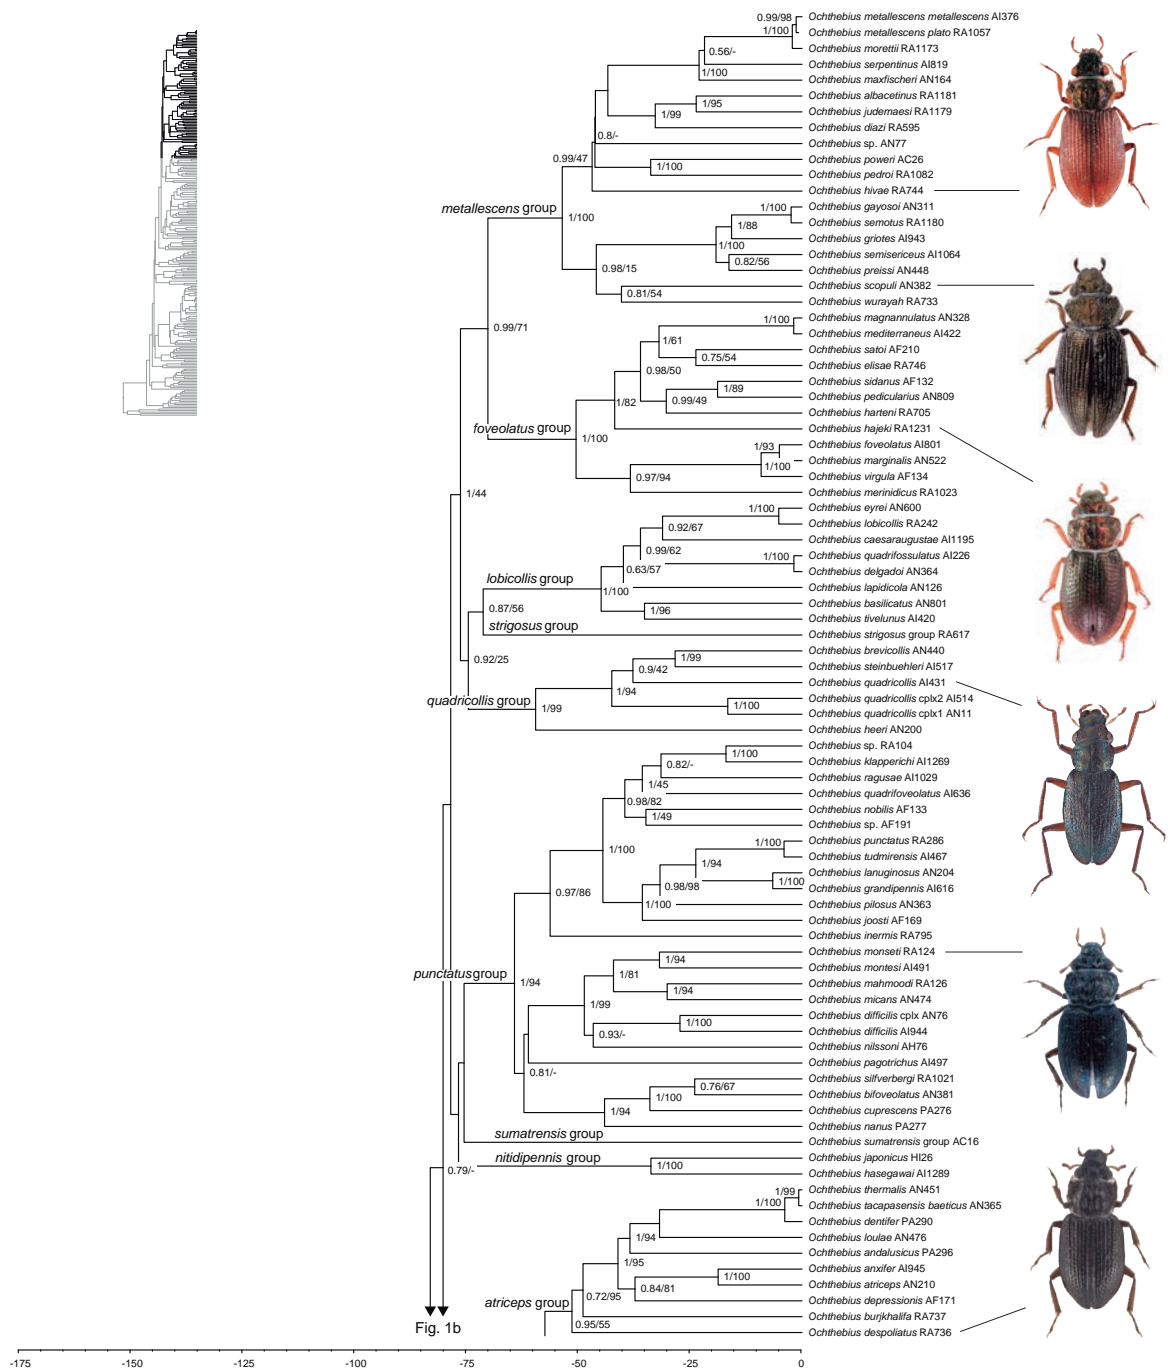 0.99/98
Ochthebius metallescens metallescens AI376
1/100
Ochthebius metallescens plato RA1057
Ochthebius morettii RA1173
0.56/-
Ochthebius serpentinus AI819
1/100
Ochthebius maxfischeri AN164
Ochthebius albacetinus RA1181
1/95
1/99
Ochthebius judemaesi RA1179
Ochthebius diazi RA595
0.8/-
Ochthebius sp. AN77
0.99/47
Ochthebius poweri AC26
1/100
Ochthebius pedroi RA1082
Ochthebius hivae RA744
metallescens group
1/100
1/100
Ochthebius gayosoi AN311
Ochthebius semotus RA1180
1/88
Ochthebius griotes AI943
1/100
Ochthebius semisericeus AI1064
0.82/56
Ochthebius preissi AN448
0.98/15
Ochthebius scopuli AN382
0.81/54
Ochthebius wurayah RA733
0.99/71
1/100
Ochthebius magnannulatus AN328
Ochthebius mediterraneus AI422
1/61
Ochthebius satoi AF210
0.75/54
Ochthebius elisae RA746
0.98/50
Ochthebius sidanus AF132
1/89
Ochthebius pedicularius AN809
0.99/49
1/82
Ochthebius harteni RA705
foveolatus group
Ochthebius hajeki RA1231
1/100
1/93
Ochthebius foveolatus AI801
Ochthebius marginalis AN522
1/100
0.97/94
Ochthebius virgula AF134
Ochthebius merinidicus RA1023
1/44
1/100
Ochthebius eyrei AN600
Ochthebius lobicollis RA242
0.92/67
Ochthebius caesaraugustae AI1195
0.99/62
1/100
Ochthebius quadrifossulatus AI226
0.63/57
Ochthebius delgadoi AN364
lobicollis group
1/100
Ochthebius lapidicola AN126
Ochthebius basilicatus AN801
1/96
0.87/56
Ochthebius tivelunus AI420
strigosus group
Ochthebius strigosus group RA617
0.92/25
Ochthebius brevicollis AN440
1/99
Ochthebius steinbuehleri AI517
0.9/42
Ochthebius quadricollis AI431
1/94
quadricollis group
Ochthebius quadricollis cplx2 AI514
1/100
1/99
Ochthebius quadricollis cplx1 AN11
Ochthebius heeri AN200
Ochthebius sp. RA104
1/100
Ochthebius klapperichi AI1269
0.82/-
Ochthebius ragusae AI1029
1/45
Ochthebius quadrifoveolatus AI636
0.98/82
Ochthebius nobilis AF133
1/49
Ochthebius sp. AF191
1/100
Ochthebius punctatus RA286
1/100
Ochthebius tudmirensis AI467
1/94
Ochthebius lanuginosus AN204
1/100
0.98/98
Ochthebius grandipennis AI616
0.97/86
1/100
Ochthebius pilosus AN363
Ochthebius joosti AF169
Ochthebius inermis RA795
Ochthebius monseti RA124
1/94
Ochthebius montesi AI491
1/81
punctatus group
1/94
Ochthebius mahmoodi RA126
1/94
Ochthebius micans AN474
1/99
Ochthebius difficilis cplx AN76
1/100
0.93/-
Ochthebius difficilis AI944
Ochthebius nilssoni AH76
Ochthebius pagotrichus AI497
0.81/-
Ochthebius silfverbergi RA1021
0.76/67
Ochthebius bifoveolatus AN381
1/100
Ochthebius cuprescens PA276
1/94
Ochthebius nanus PA277
sumatrensis group
Ochthebius sumatrensis group AC16
nitidipennis group
Ochthebius japonicus HI26
0.79/-
1/100
Ochthebius hasegawai AI1289
1/99
Ochthebius thermalis AN451
1/100
Ochthebius tacapasensis baeticus AN365
Ochthebius dentifer PA290
1/94
Ochthebius loulae AN476
Ochthebius andalusicus PA296
1/95
Ochthebius anxifer AI945
1/100
0.84/81
Ochthebius atriceps AN210
0.72/95
Ochthebius depressionis AF171
atriceps group
Ochthebius burjkhalifa RA737
0.95/55
Ochthebius despoliatus RA736
Fig. 1b
-175 -150 -125 -100 -75 -50 -25 0